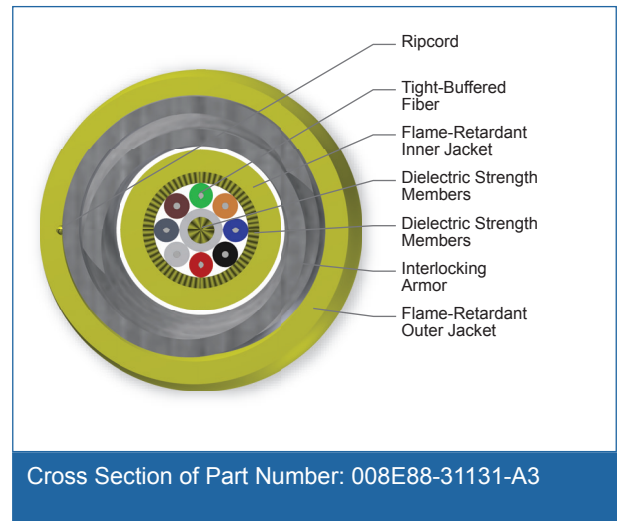 Ripcord
Tight-Buffered
Fiber
Flame-Retardant
Inner Jacket
Dielectric Strength
Members
Dielectric Strength
Members
Interlocking
Armor
Flame-Retardant
Outer Jacket
Cross Section of Part Number: 008E88-31131-A3